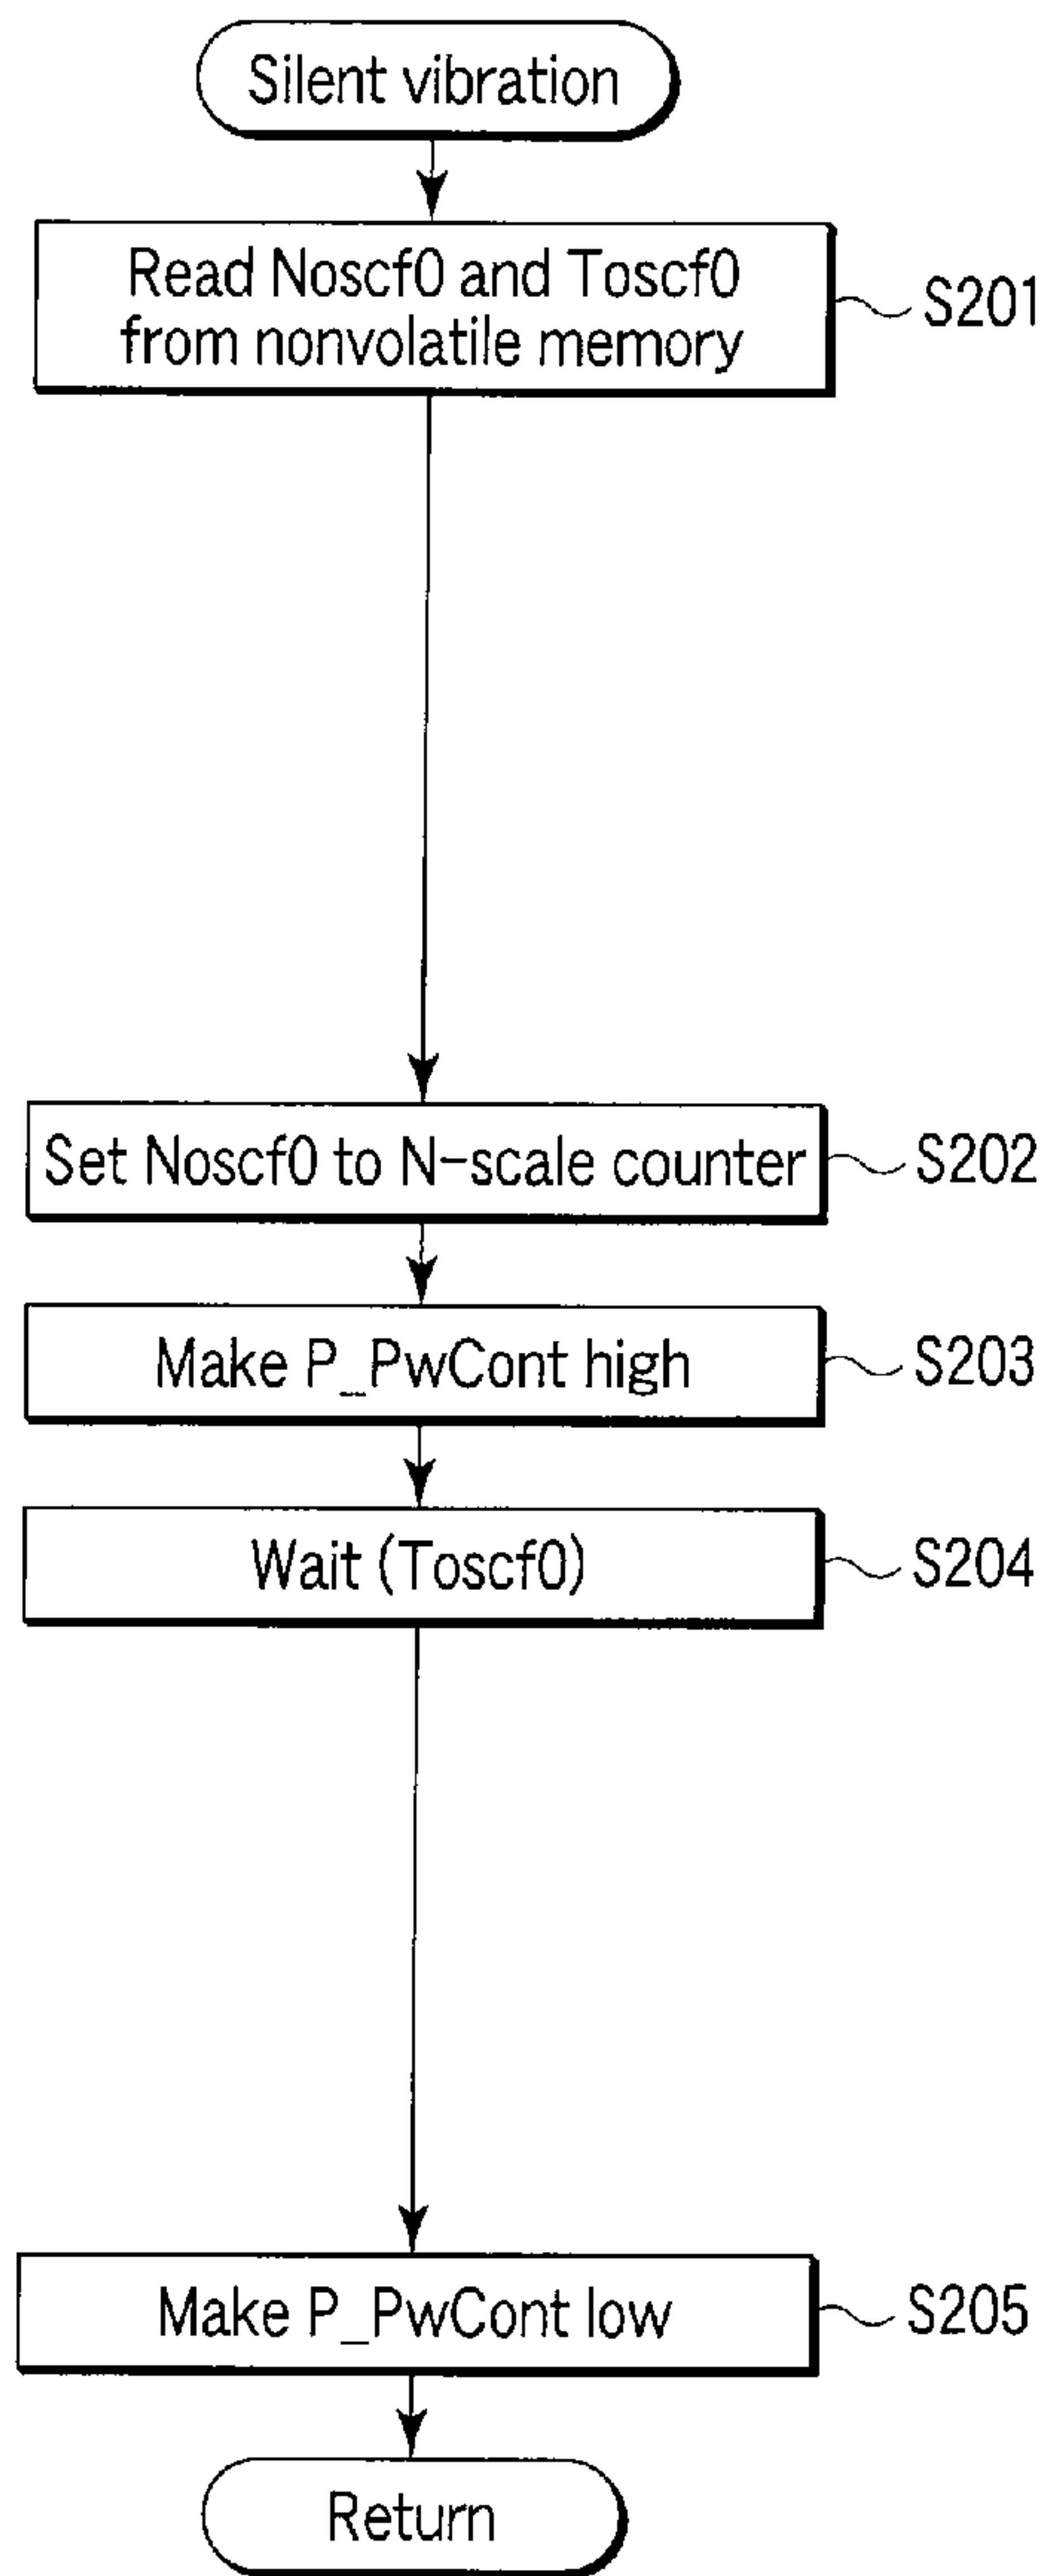 Silent vibration
Read Noscf0 and Toscf0
from nonvolatile memory
S201
Set Noscf0 to N-scale counter
S202
Make P_PwCont high
S203
Wait (Toscf0)
S204
Make P_PwCont low
S205
Return